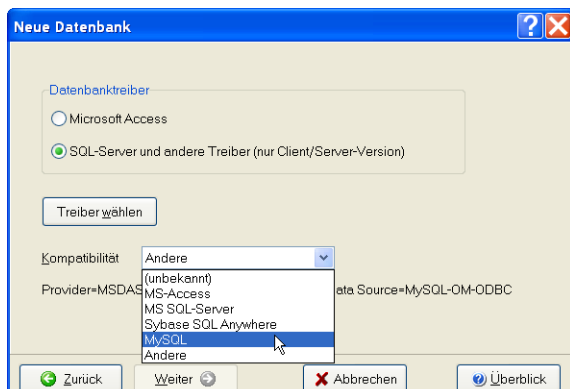 Neue Datenbank
Datenbanktreiber
Microsoft Access
SQL-Server und andere Treiber (nur Client/Server-Version)
Treiber wählen
Kompatibilität Andere
(unbekannt)
Provider=MSDAS ata Source=MySQL-OM-ODBC
MS-Access
MS SQL-Server
Sybase SQL Anywhere
MySQL
Andere
Zurück Weiter Abbrechen Überblick